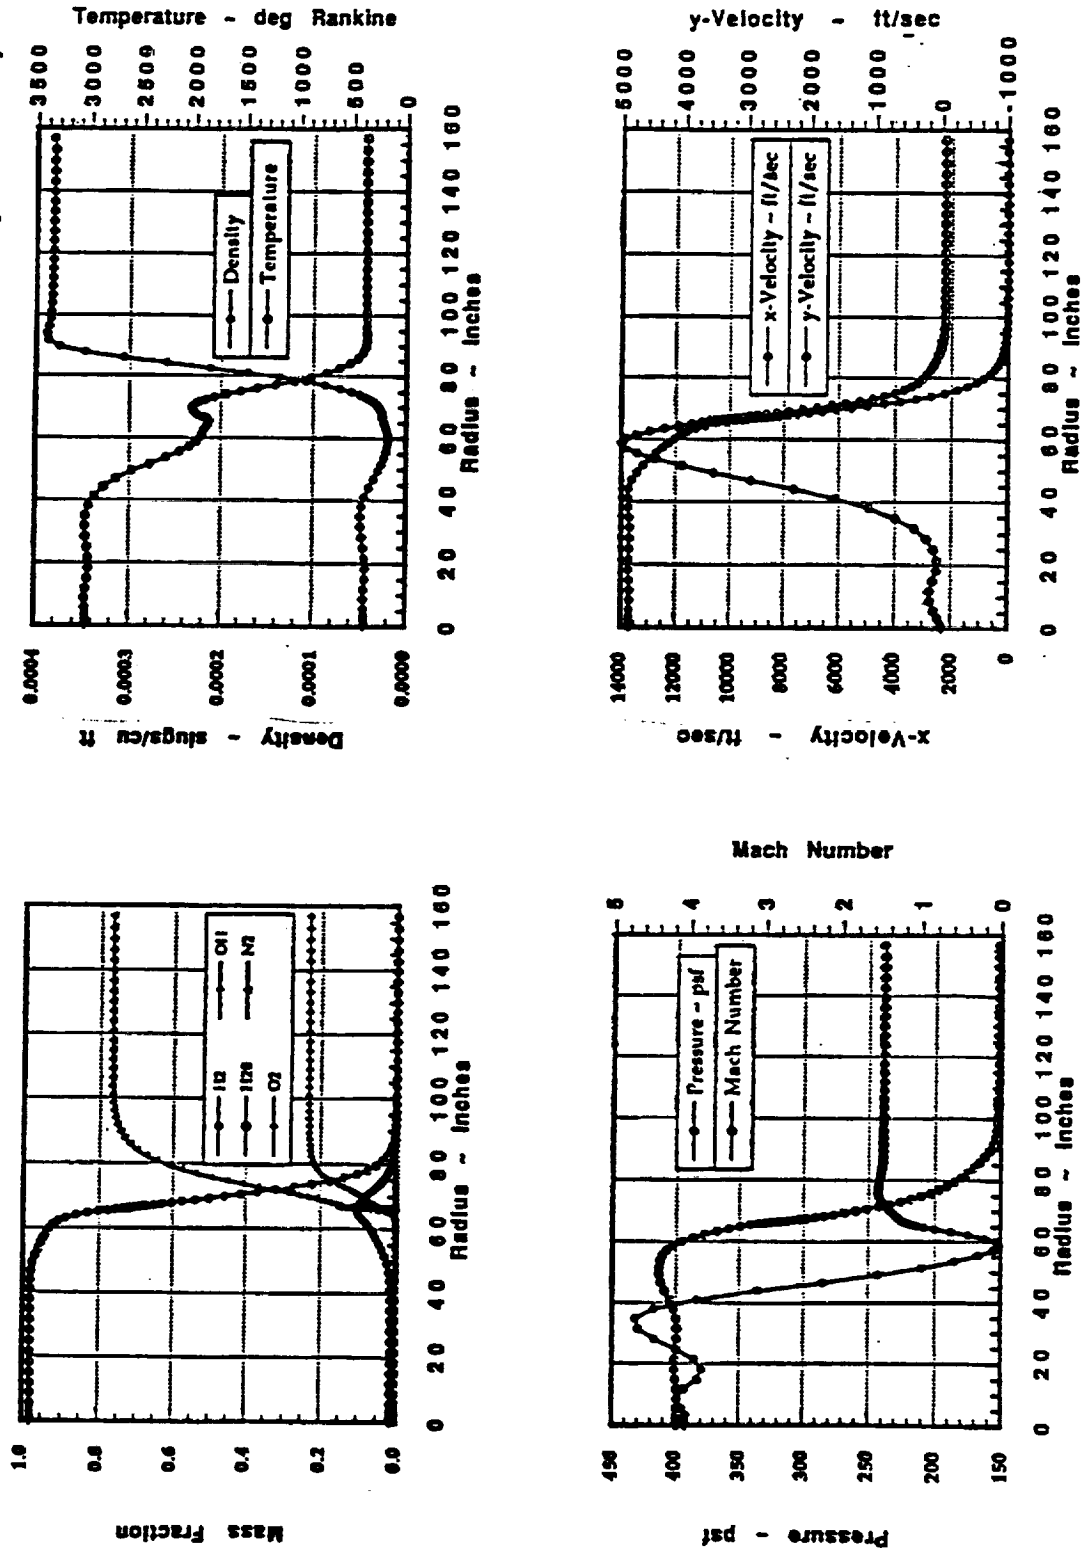 Temperature ~ deg Rankine
3500
3000
2509
2000
1500
1000
500
0
0.0004
0.0003
0.0002
0.0001
0.0009
Density ~ slugs/cu ft
0 20 40 60 80 100 120 140 160
Radius ~ Inches
Density
Temperature
y-Velocity ~ ft/sec
5000
4000
3000
2000
1000
0
-1000
14000
12000
10000
8000
6000
4000
2000
0
x-Velocity ~ ft/sec
0 20 40 60 80 100 120 140 160
Radius ~ Inches
x-Velocity ~ ft/sec
y-Velocity ~ ft/sec
1.0
0.8
0.6
0.4
0.2
0.0
Mass Fraction
0 20 40 60 80 100 120 140 160
Radius ~ Inches
H2
H20
O2
OH
N2
Mach Number
5
4
3
2
1
0
400
350
300
250
200
150
Pressure ~ psf
0 20 40 60 80 100 120 140 160
Radius ~ Inches
Pressure ~ psf
Mach Number